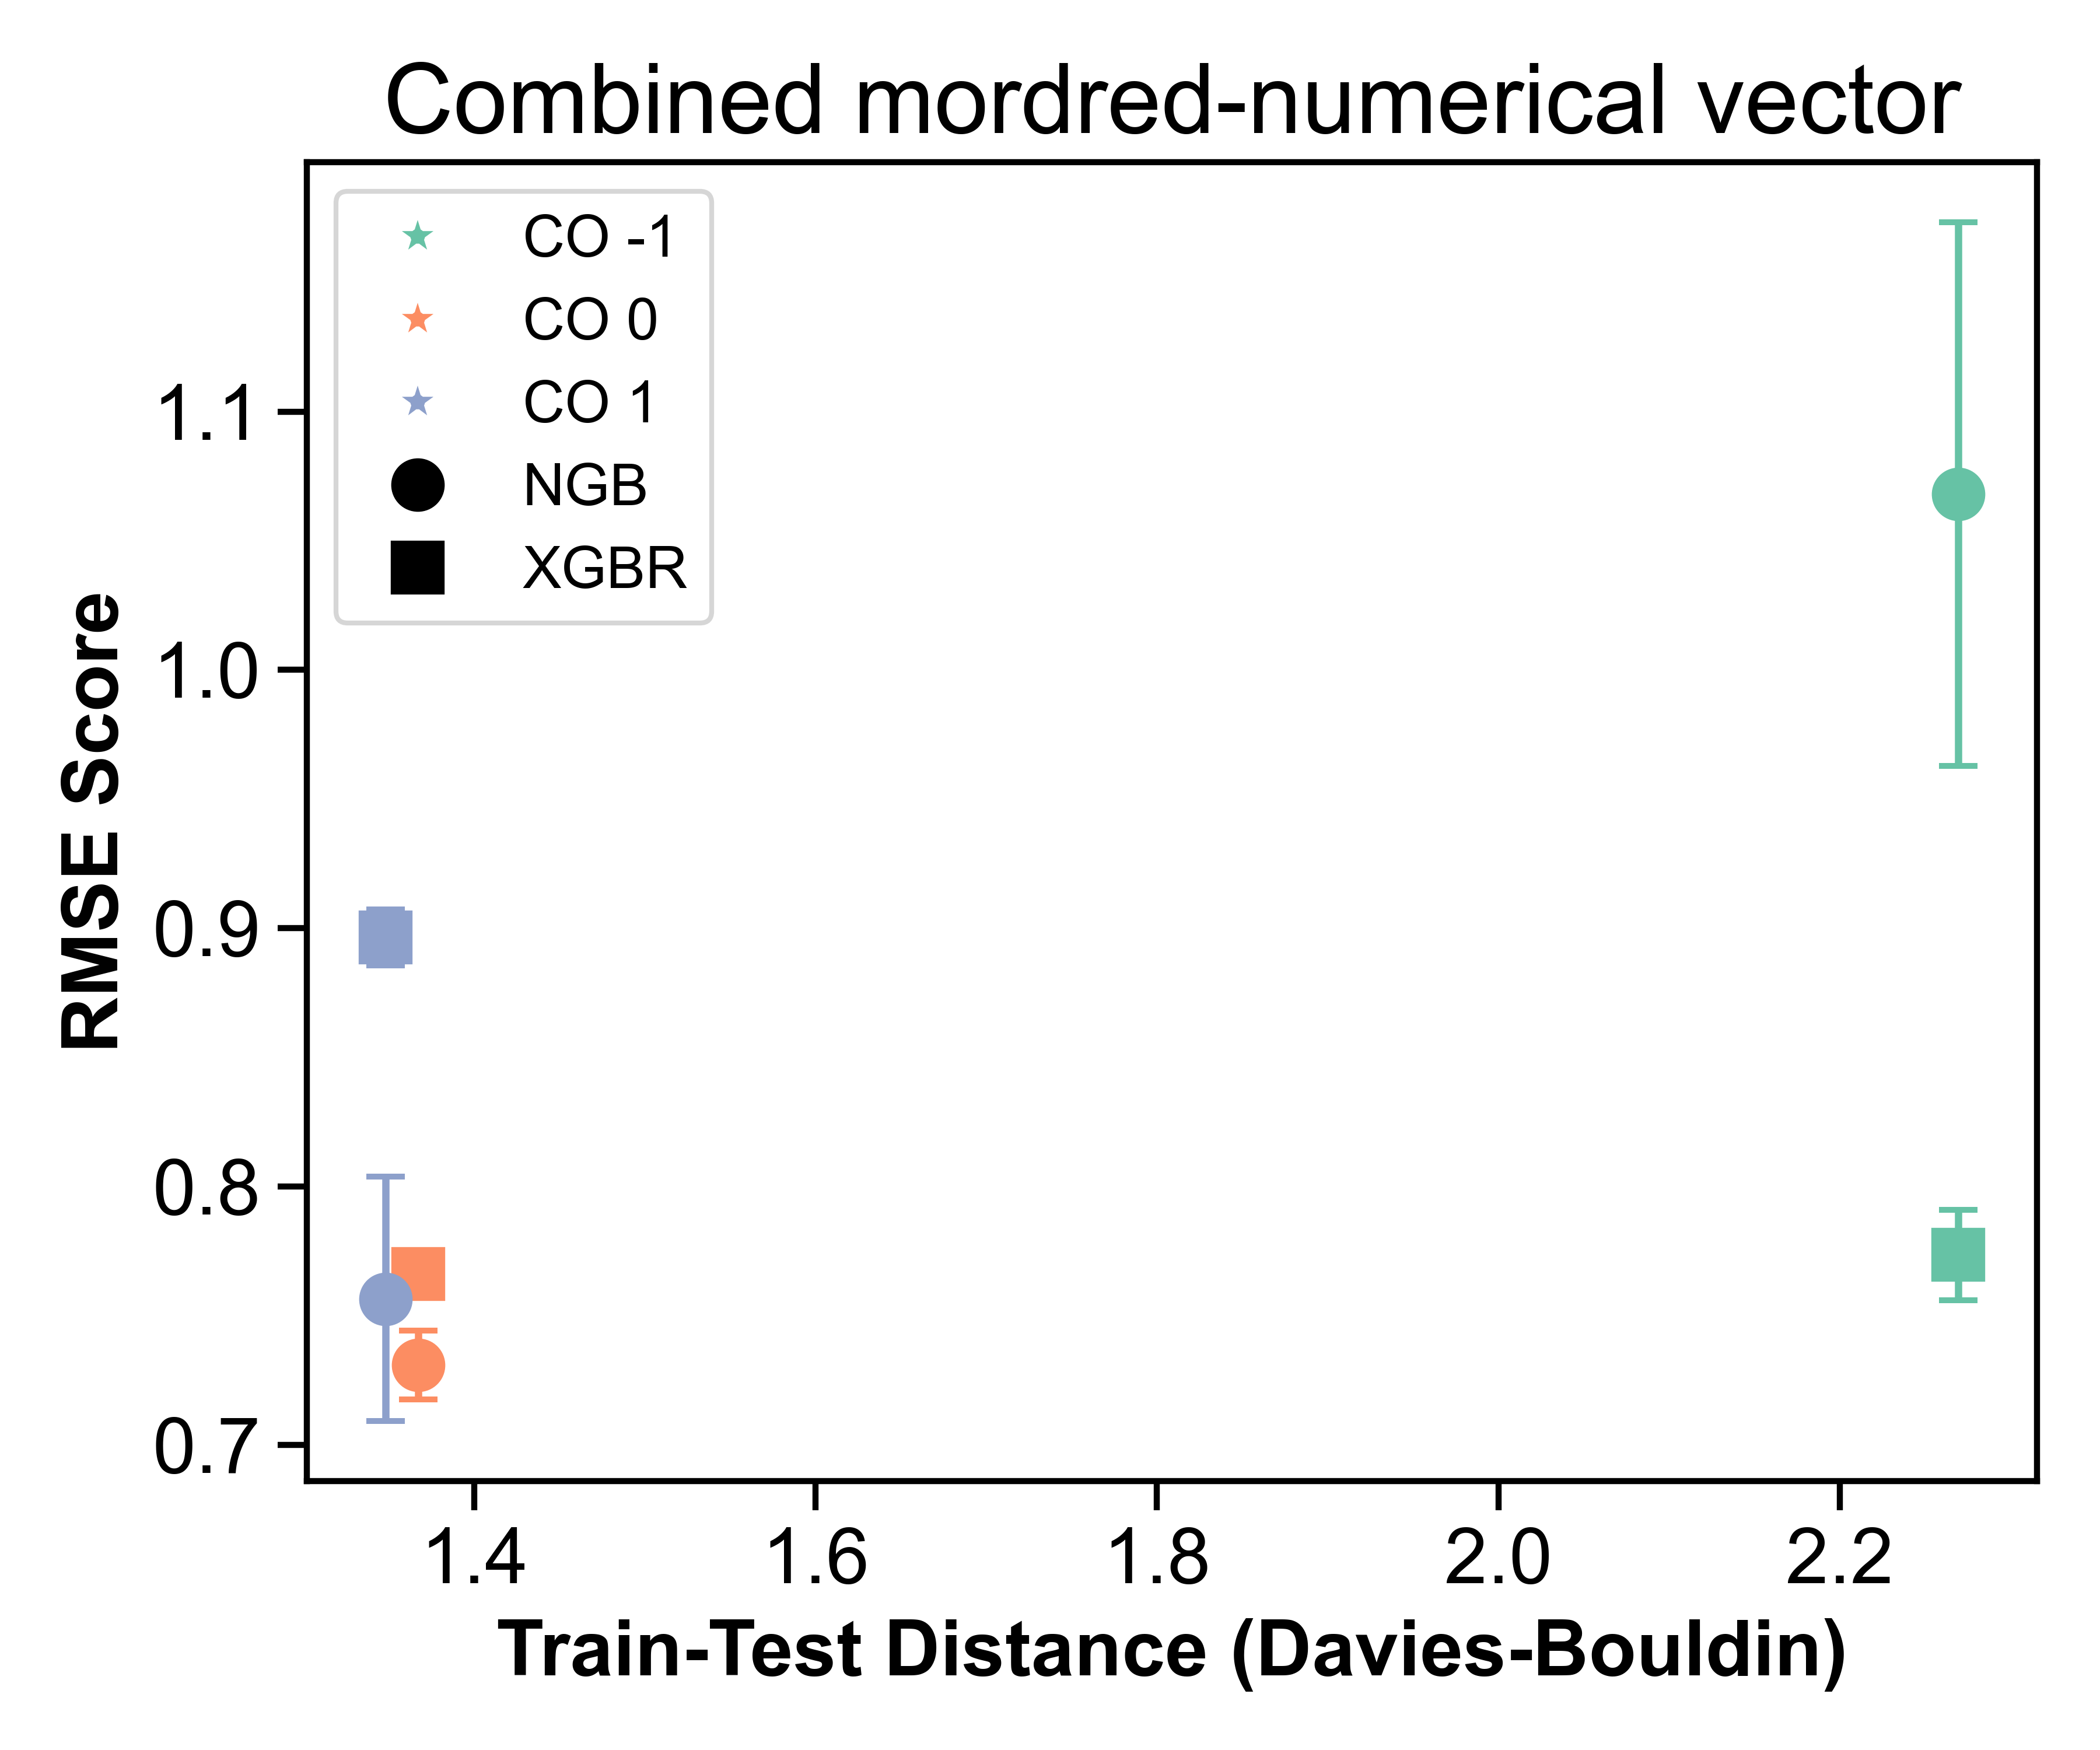 Combined mordred-numerical vector
CO -1
CO 0
CO 1
NGB
XGBR
RMSE Score
1.1
1.0
0.9
0.8
0.7
1.4 1.6 1.8 2.0 2.2
Train-Test Distance (Davies-Bouldin)